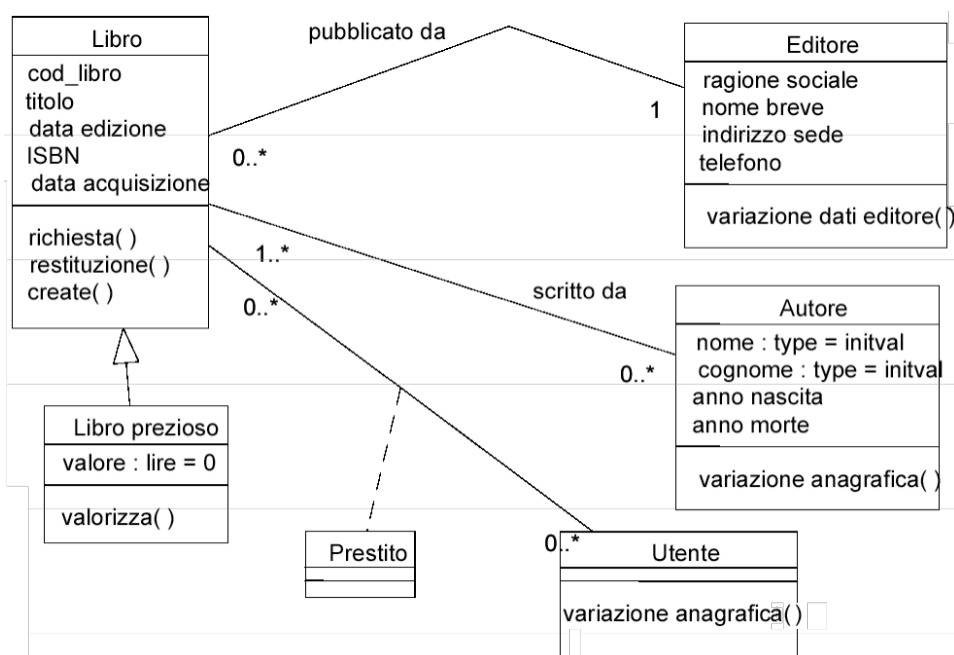 Libro
cod_libro
titolo
data edizione
ISBN
data acquisizione
richiesta( )
restituzione( )
create( )
pubblicato da
0..*
1
Editore
ragione sociale
nome breve
indirizzo sede
telefono
variazione dati editore( )
1..*
scritto da
0..*
Autore
nome : type = initval
cognome : type = initval
anno nascita
anno morte
variazione anagrafica( )
0..*
0..*
Libro prezioso
valore : lire = 0
valorizza( )
Prestito
Utente
variazione anagrafica( )